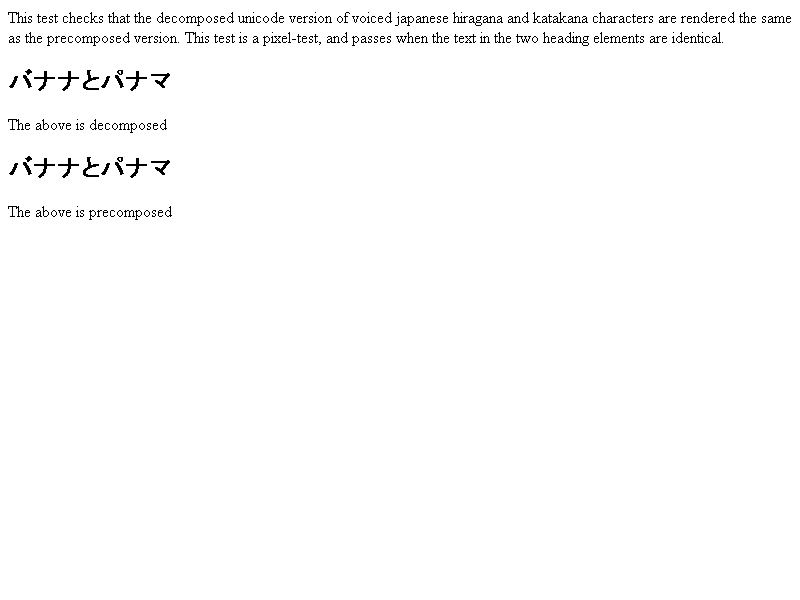 This test checks that the decomposed unicode version of voiced japanese hiragana and katakana characters are rendered the same
as the precomposed version. This test is a pixel-test, and passes when the text in the two heading elements are identical.
バナナとパナマ
The above is decomposed
バナナとパナマ
The above is precomposed